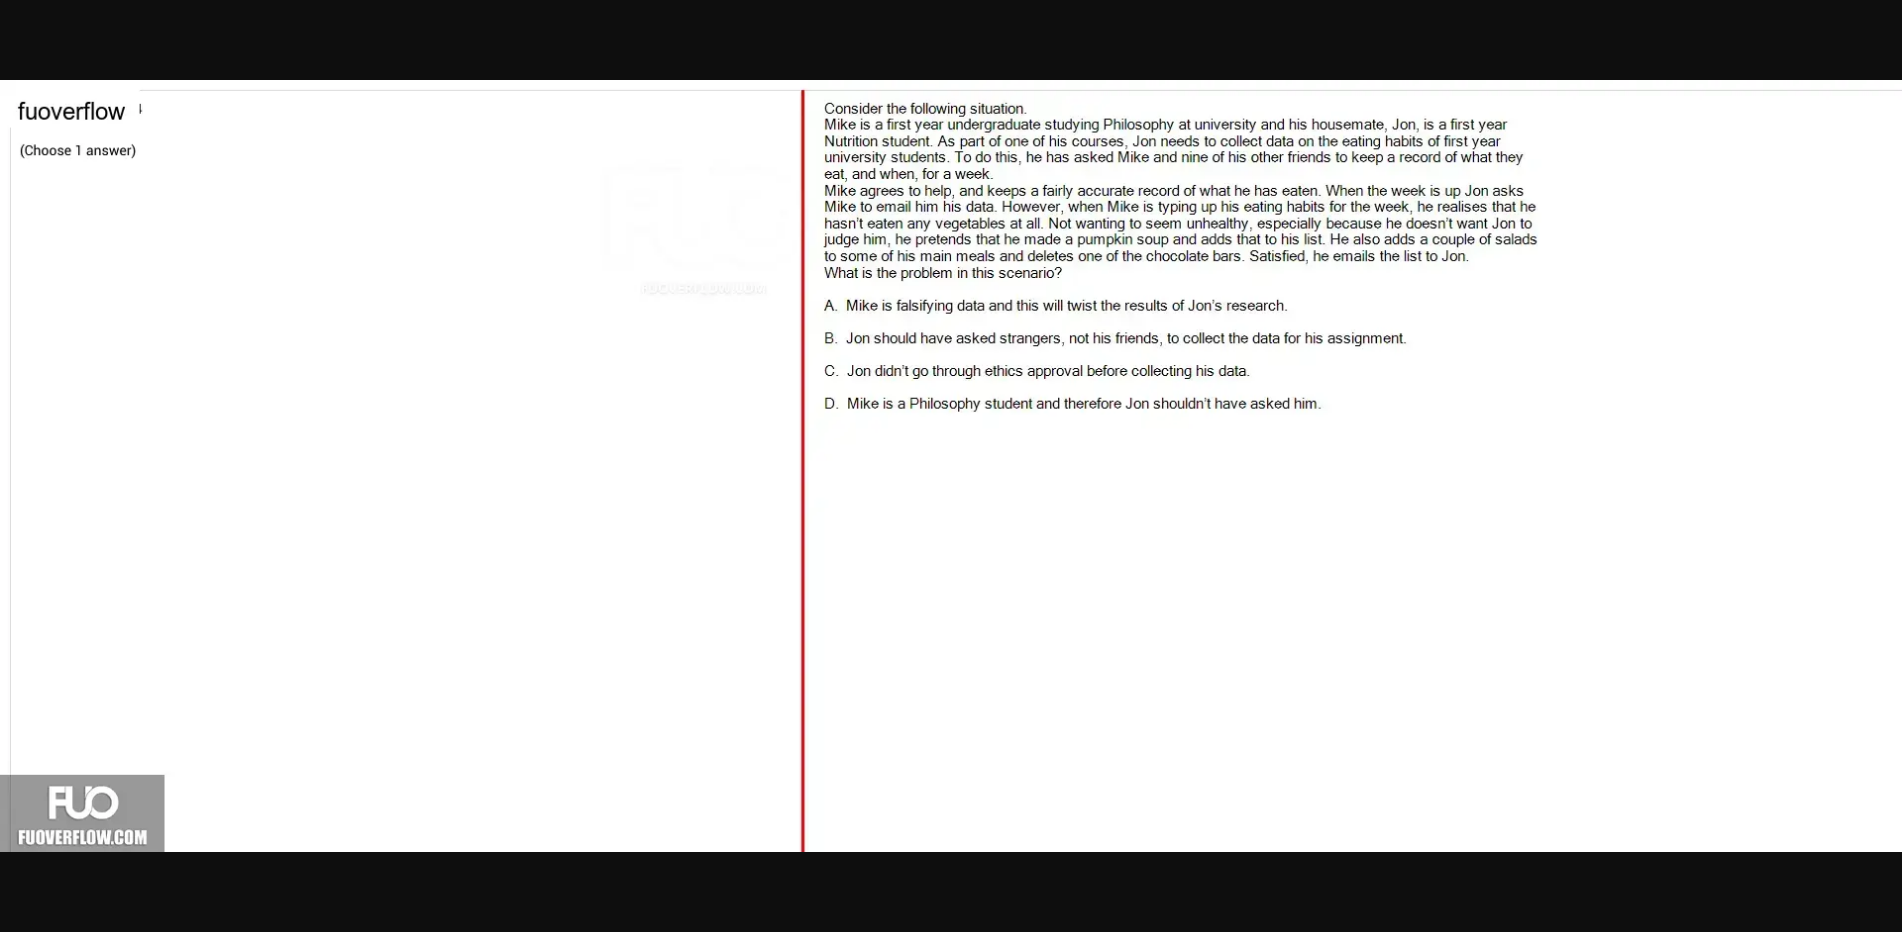 fuoverflow
(Choose 1 answer)
Consider the following situation.
Mike is a first year undergraduate studying Philosophy at university and his housemate, Jon, is a first year
Nutrition student. As part of one of his courses, Jon needs to collect data on the eating habits of first year
university students. To do this, he has asked Mike and nine of his other friends to keep a record of what they
eat, and when, for a week.
Mike agrees to help, and keeps a fairly accurate record of what he has eaten. When the week is up Jon asks
Mike to email him his data. However, when Mike is typing up his eating habits for the week, he realises that he
hasn't eaten any vegetables at all. Not wanting to seem unhealthy, especially because he doesn't want Jon to
judge him, he pretends that he made a pumpkin soup and adds that to his list. He also adds a couple of salads
to some of his main meals and deletes one of the chocolate bars. Satisfied, he emails the list to Jon.
What is the problem in this scenario?
A. Mike is falsifying data and this will twist the results of Jon's research.
B. Jon should have asked strangers, not his friends, to collect the data for his assignment.
C. Jon didn't go through ethics approval before collecting his data.
D. Mike is a Philosophy student and therefore Jon shouldn't have asked him.
FUO
FUOVERFLOW.COM
FUO
FUOVERFLOW.COM